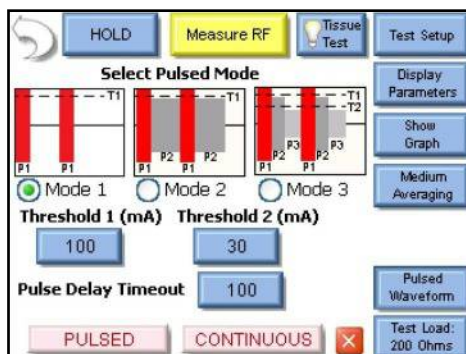 HOLD
Measure RF
Tissue
Test
Test Setup
Select Pulsed Mode
Display
Parameters
T1
P1
P1
T1
P1
P2
P1
P2
T1
T2
P1
P2
P3
P1
P2
P3
Show
Graph
Mode 1
Mode 2
Mode 3
Medium
Averaging
Threshold 1 (mA)
Threshold 2 (mA)
100
30
Pulse Delay Timeout
100
Pulsed
Waveform
PULSED
CONTINUOUS
Test Load:
200 Ohms